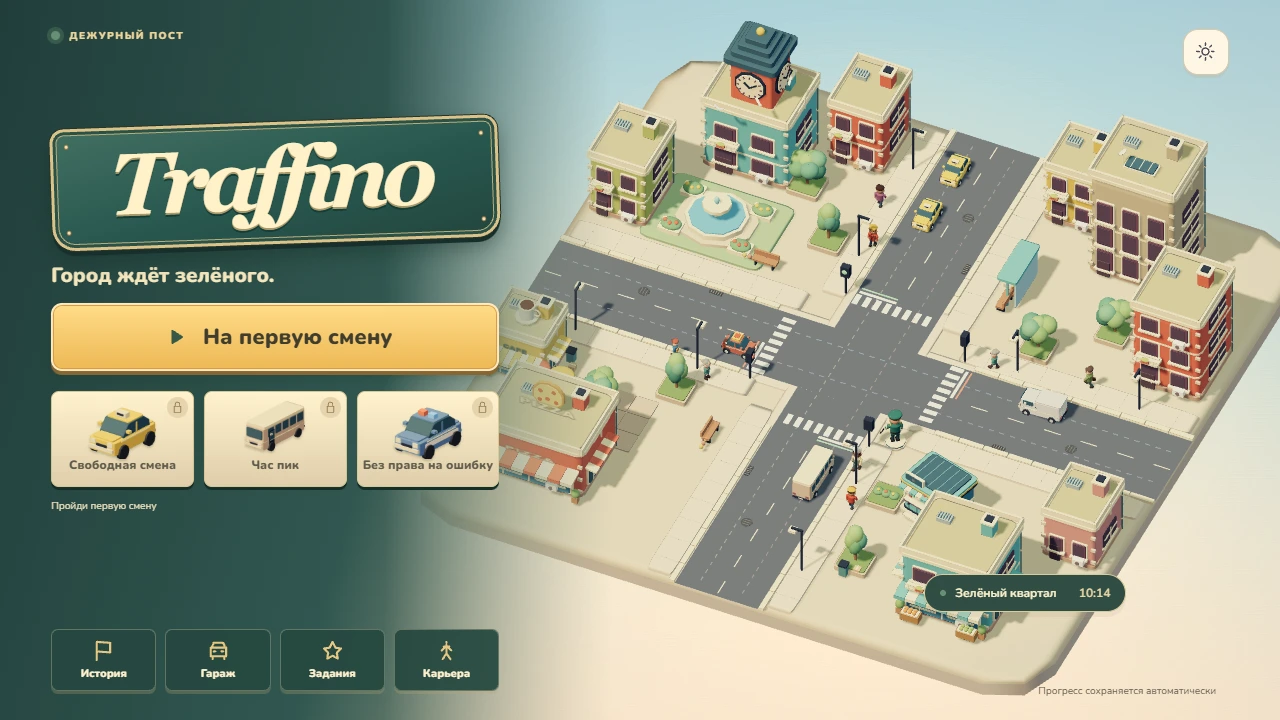 ДЕЖУРНЫЙ ПОСТ
Traffino
Город ждёт зелёного.
На первую смену
Свободная смена
Час пик
Без права на ошибку
Пройди первую смену
Зелёный квартал 10:14
История
Гараж
Задания
Карьера
Прогресс сохраняется автоматически